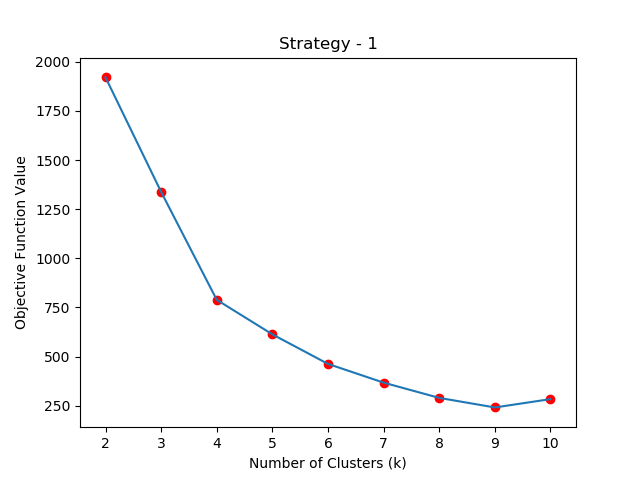 Strategy - 1
2000
1750
1500
1250
1000
750
500
250
Objective Function Value
2 3 4 5 6 7 8 9 10
Number of Clusters (k)